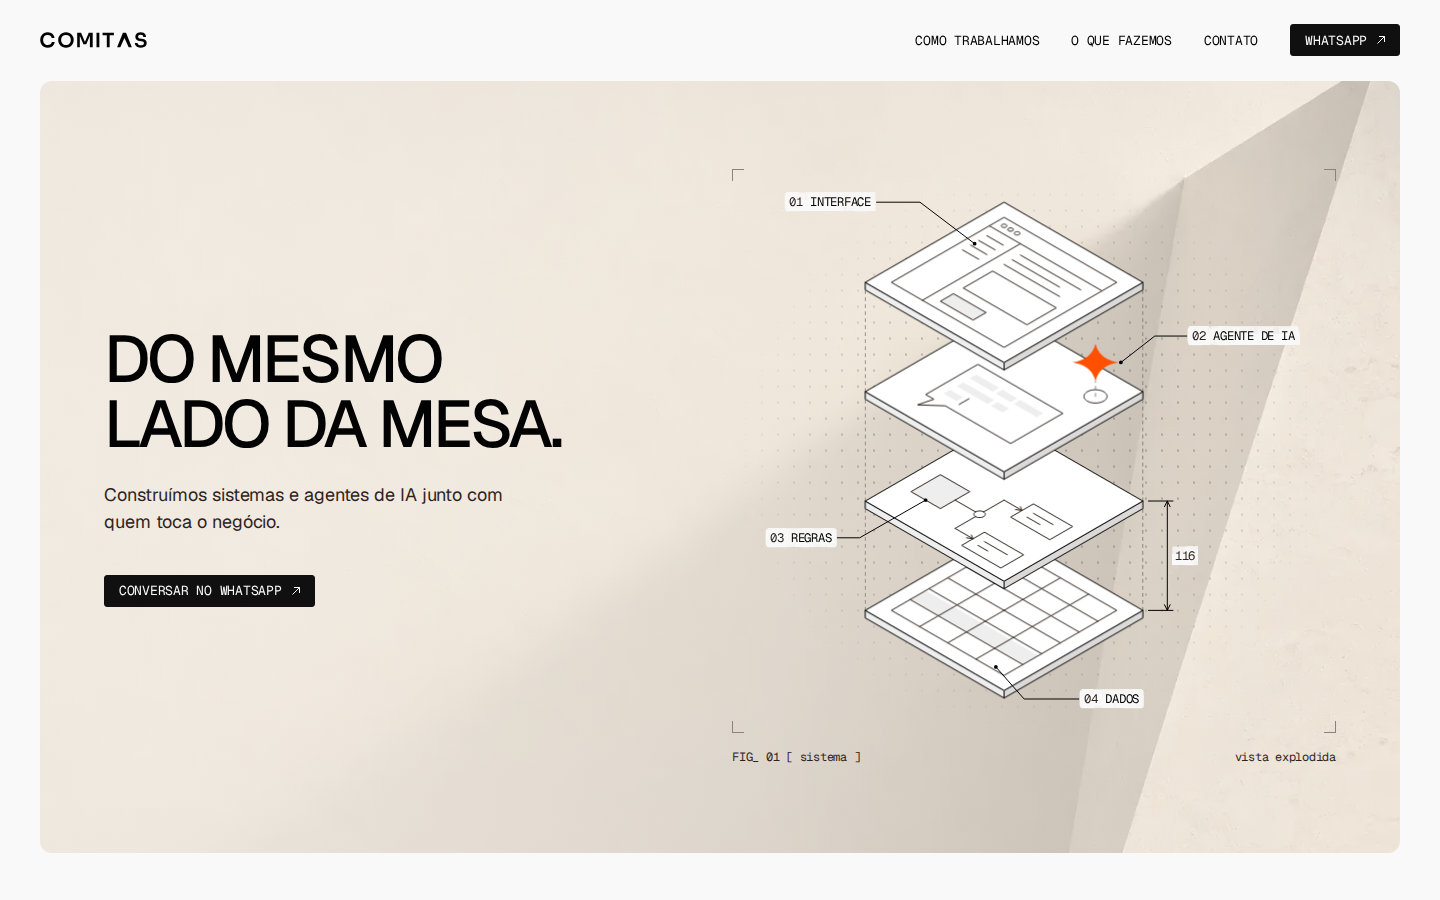 COMITAS
COMO TRABALHAMOS
O QUE FAZEMOS
CONTATO
WHATSAPP
01 INTERFACE
02 AGENTE DE IA
DO MESMO
LADO DA MESA.
Construímos sistemas e agentes de IA junto com
quem toca o negócio.
03 REGRAS
116
CONVERSAR NO WHATSAPP
04 DADOS
FIG_ 01 [ sistema ]
vista explodida